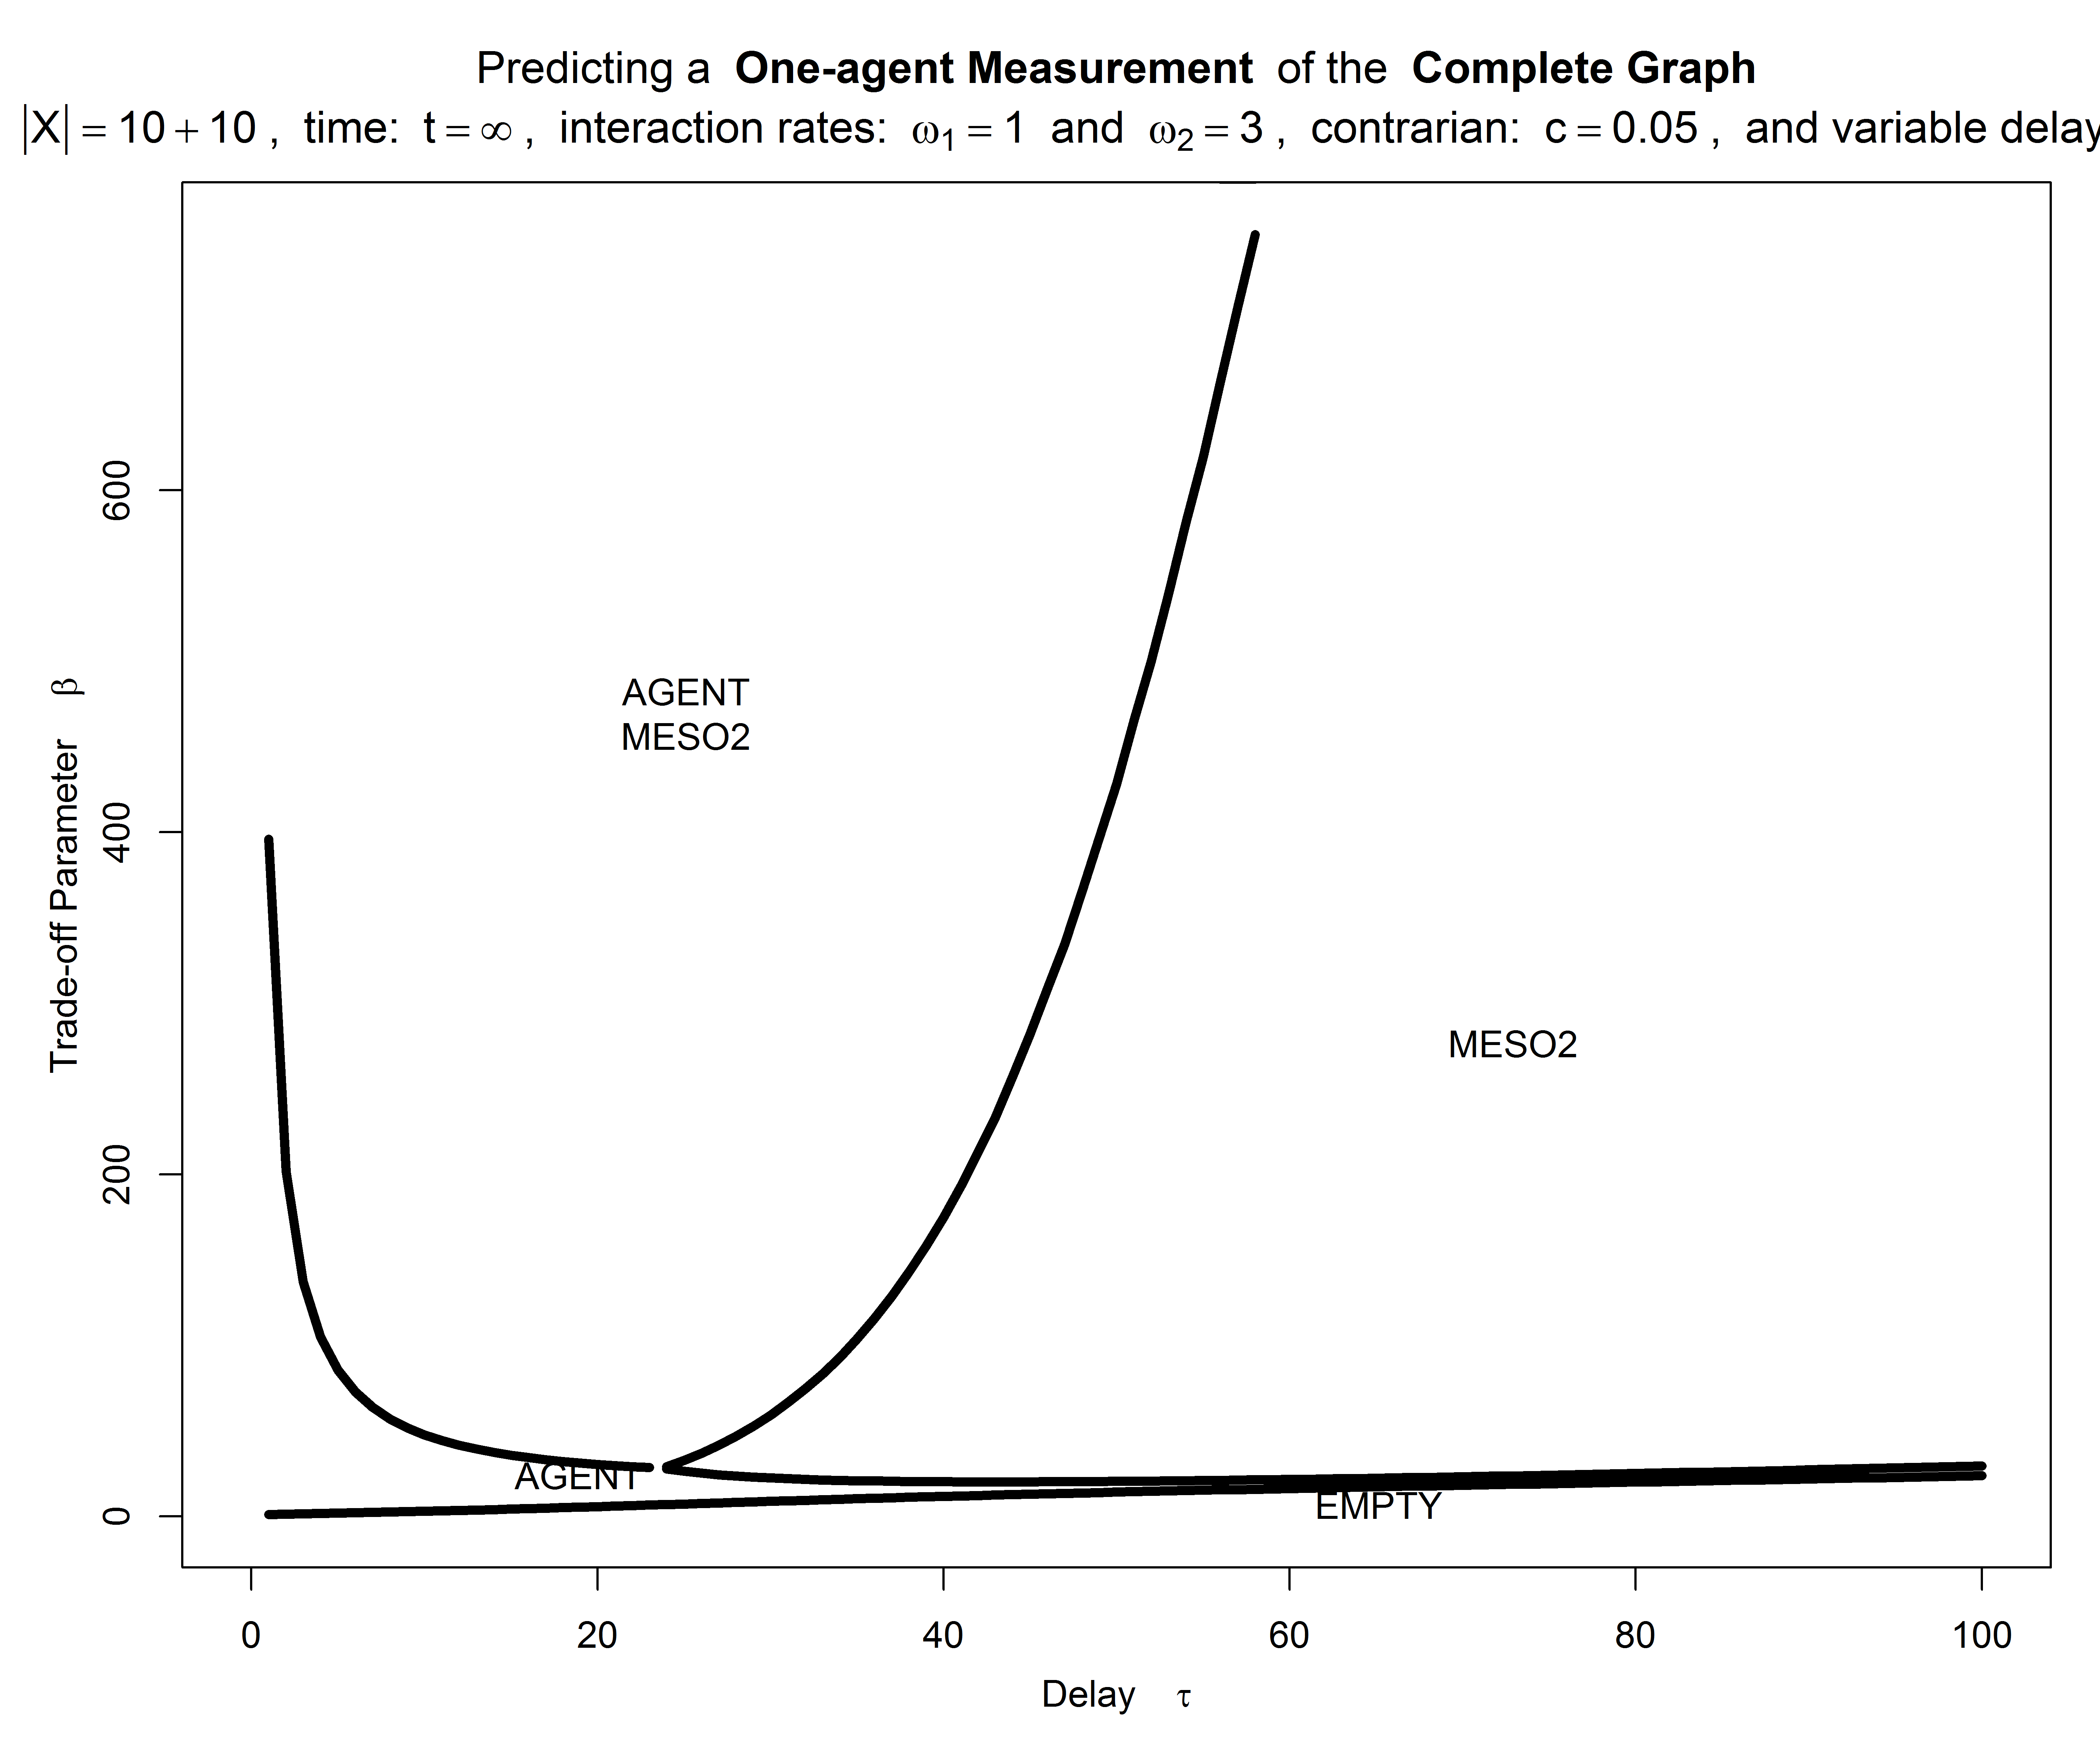 Predicting a One-agent Measurement of the Complete Graph
|X| = 10 + 10 , time: t = ∞ , interaction rates: ω₁ = 1 and ω₂ = 3 , contrarian: c = 0.05 , and variable delay
Trade-off Parameter β
600
400
200
0
AGENT
MESO2
MESO2
AGENT
EMPTY
0 20 40 60 80 100
Delay τ